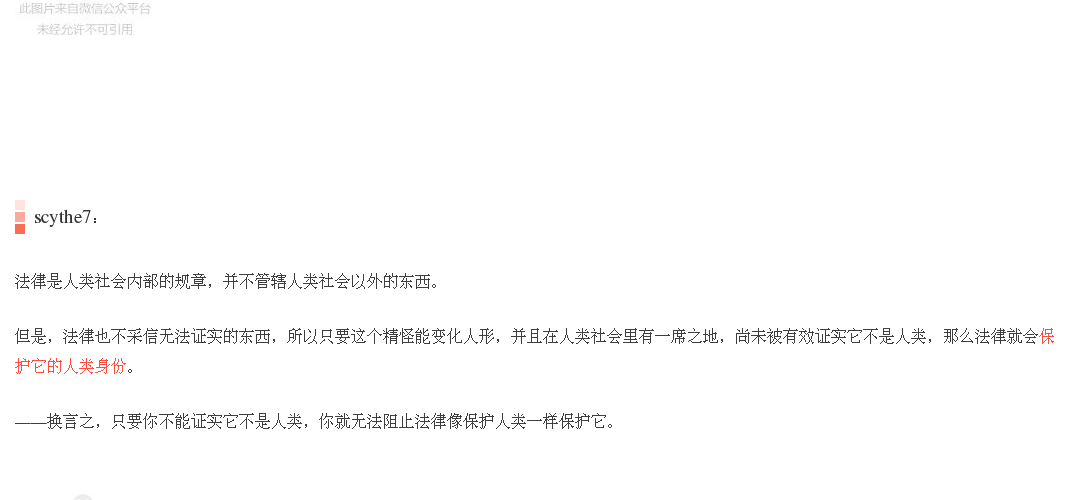 此图片来自微信公众平台
未经允许不可引用
scythe7：
法律是人类社会内部的规章，并不管辖人类社会以外的东西。
但是，法律也不采信无法证实的东西，所以只要这个精怪能变化人形，并且在人类社会里有一席之地，尚未被有效证实它不是人类，那么法律就会保
护它的人类身份。
——换言之，只要你不能证实它不是人类，你就无法阻止法律像保护人类一样保护它。